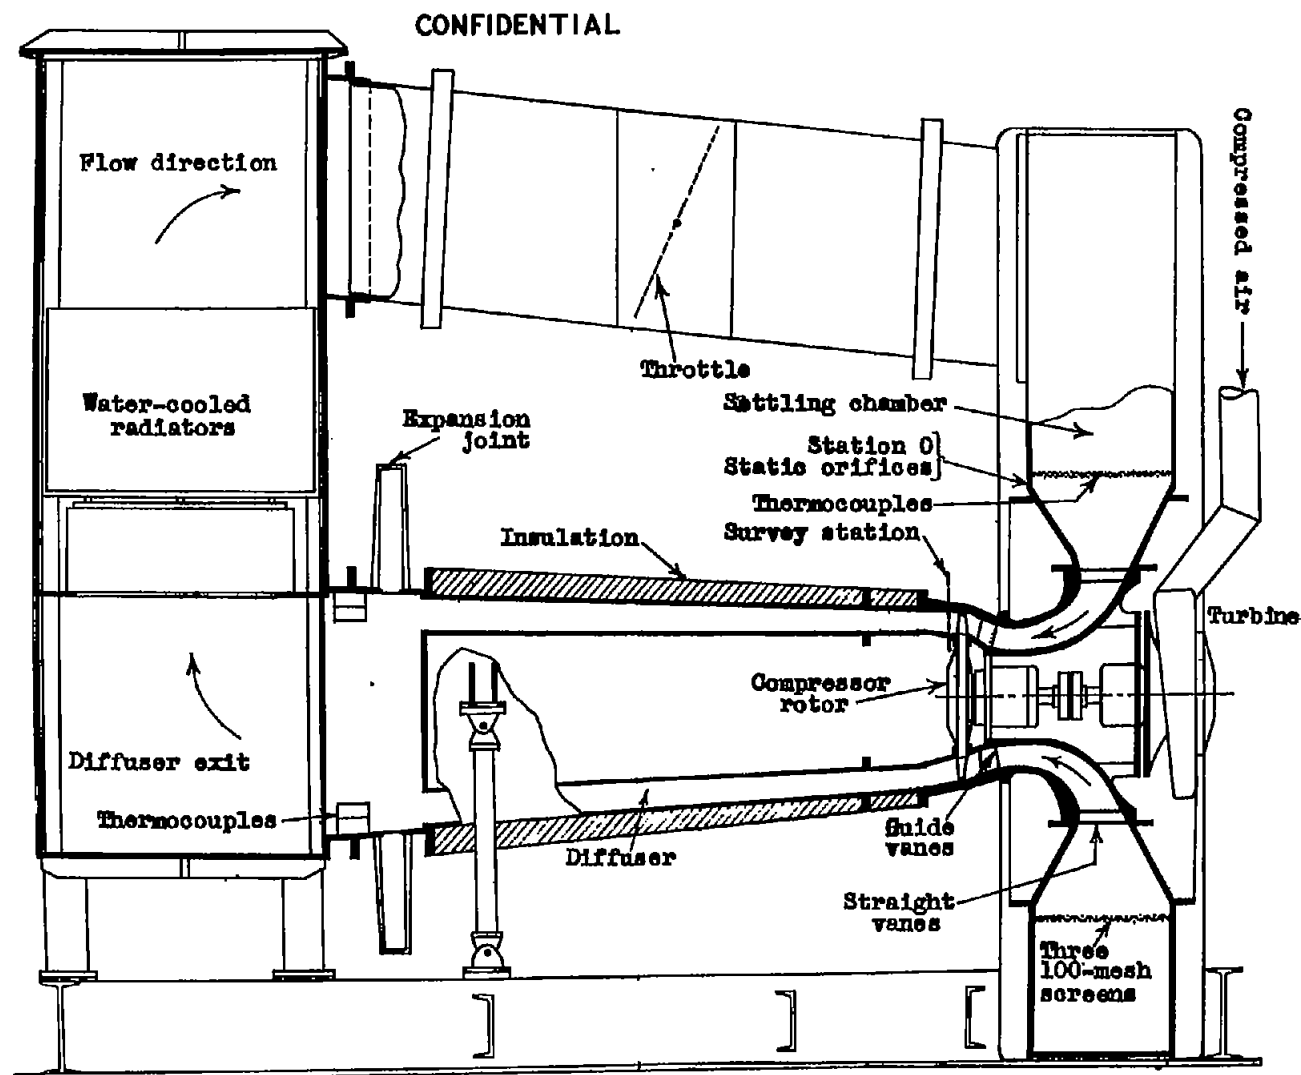 CONFIDENTIAL
Flow direction
Compressed air
Throttle
Water-cooled
radiators
Expansion
joint
Settling chamber
Station 0
Static orifices
Thermocouples
Survey station
Insulation
Turbine
Compressor
rotor
Diffuser exit
Thermocouples
Guide
vanes
Diffuser
Straight
vanes
Three
100-mesh
screens